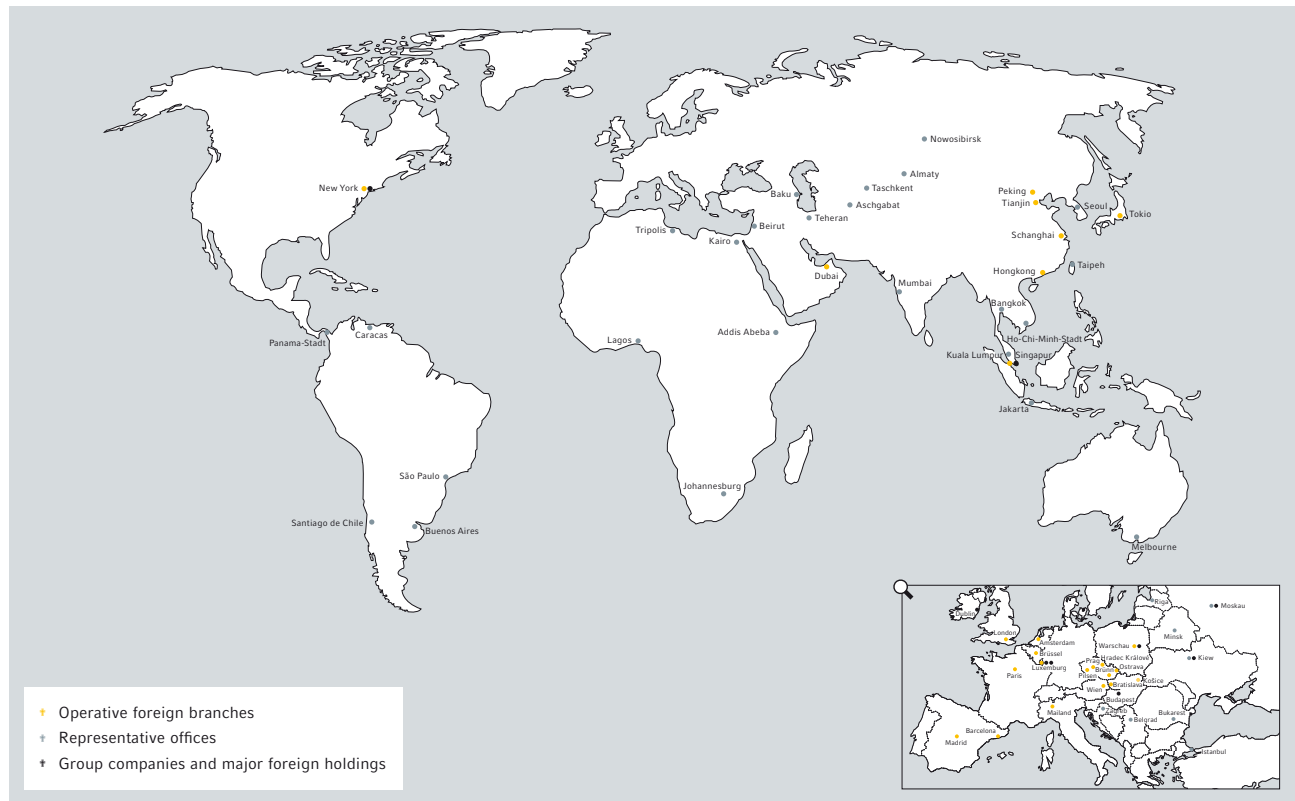 Nowosibirsk
Almaty
Taschkent
Aschgabat
Baku
Teheran
Beirut
Tripolis
Kairo
Dubai
New York
Peking
Tianjin
Seoul
Tokio
Schanghai
Hongkong
Taipeh
Mumbai
Bangkok
Ho-Chi-Minh-Stadt
Kuala Lumpur
Singapur
Jakarta
Panama-Stadt
Caracas
Lagos
Addis Abeba
São Paulo
Johannesburg
Santiago de Chile
Buenos Aires
Melbourne
Riga
Moskau
Dublin
London
Minsk
Amsterdam
Warschau
Brüssel
Prag
Hradec Králové
Kiew
Luxemburg
Ostrava
Paris
Pilsen
Brünn
Košice
Wien
Bratislava
Budapest
Mailand
Zagreb
Bukarest
Belgrad
Barcelona
Madrid
Istanbul
Operative foreign branches
Representative offices
Group companies and major foreign holdings